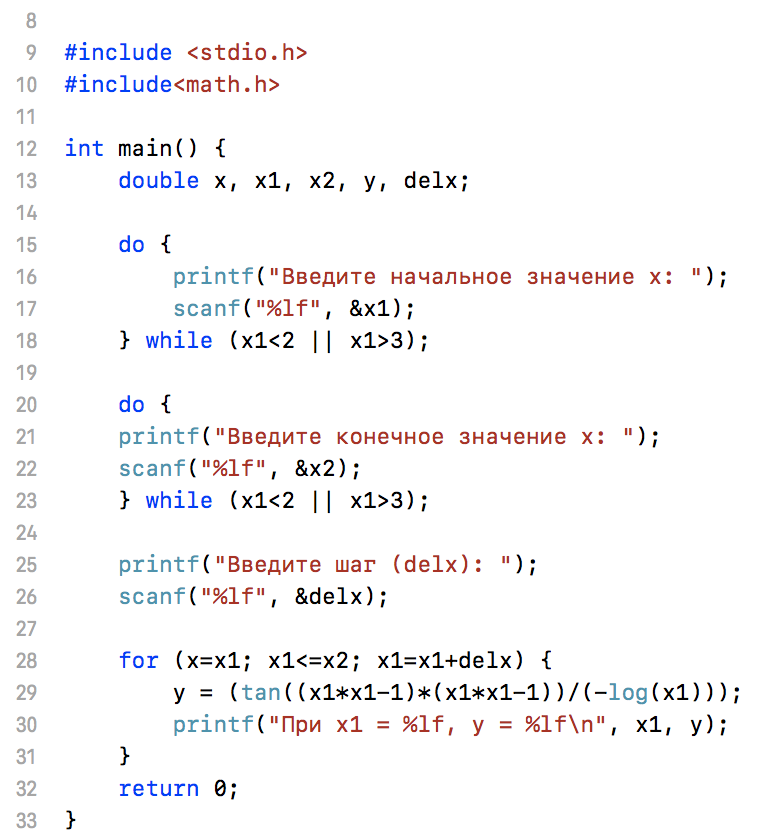 8
9 #include <stdio.h>
10 #include<math.h>
11
12 int main() {
13     double x, x1, x2, y, delx;
14
15     do {
16         printf("Введите начальное значение x: ");
17         scanf("%lf", &x1);
18     } while (x1<2 || x1>3);
19
20     do {
21     printf("Введите конечное значение x: ");
22     scanf("%lf", &x2);
23     } while (x1<2 || x1>3);
24
25     printf("Введите шаг (delx): ");
26     scanf("%lf", &delx);
27
28     for (x=x1; x1<=x2; x1=x1+delx) {
29         y = (tan((x1*x1-1)*(x1*x1-1))/(-log(x1)));
30         printf("При x1 = %lf, y = %lf\n", x1, y);
31     }
32     return 0;
33 }